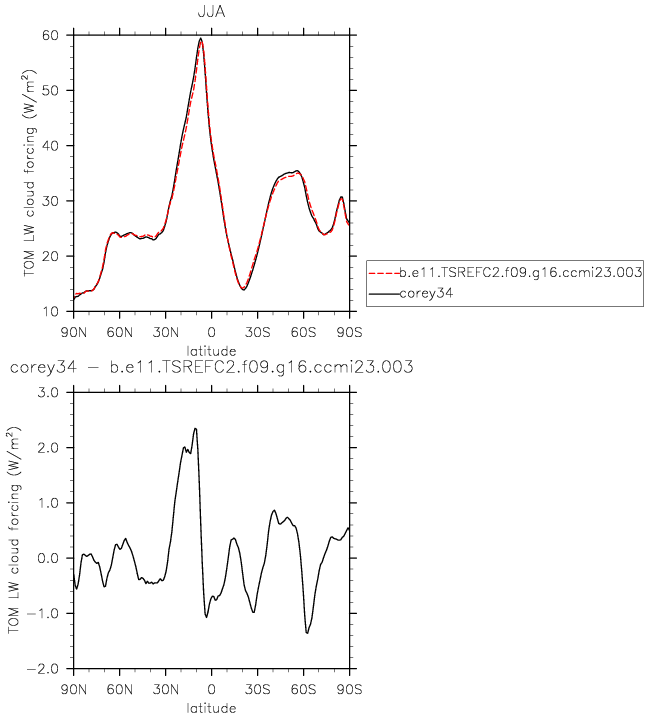 JJA
TOM LW cloud forcing (W/m²)
60
50
40
30
20
10
90N 60N 30N 0 30S 60S 90S
latitude
b.e11.TSREFC2.f09.g16.ccmi23.003
corey34
corey34 − b.e11.TSREFC2.f09.g16.ccmi23.003
TOM LW cloud forcing (W/m²)
3.0
2.0
1.0
0.0
−1.0
−2.0
90N 60N 30N 0 30S 60S 90S
latitude